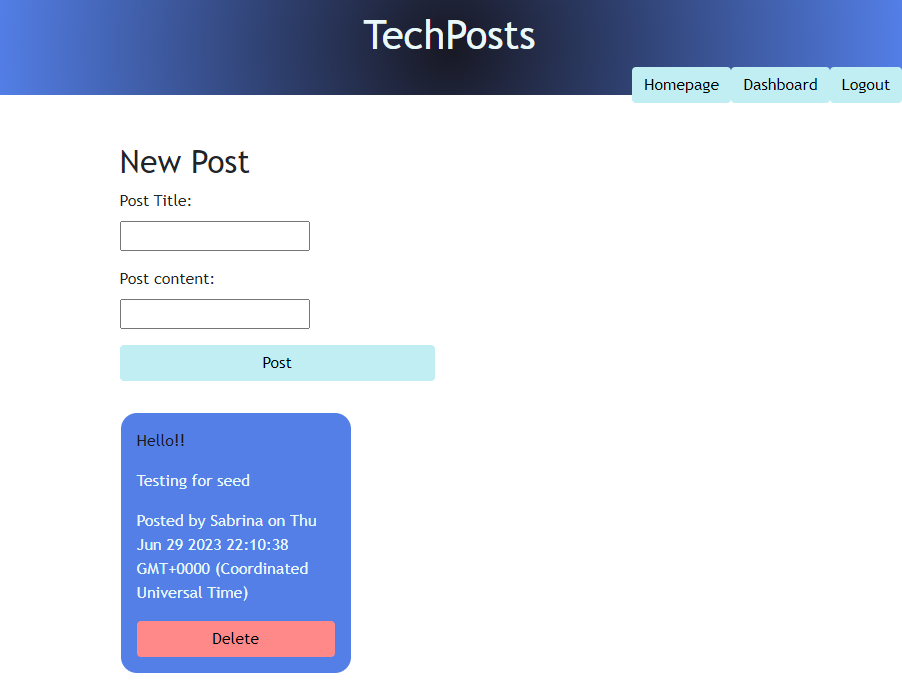 TechPosts
Homepage Dashboard Logout
New Post
Post Title:
Post content:
Post
Hello!!
Testing for seed
Posted by Sabrina on Thu
Jun 29 2023 22:10:38
GMT+0000 (Coordinated
Universal Time)
Delete